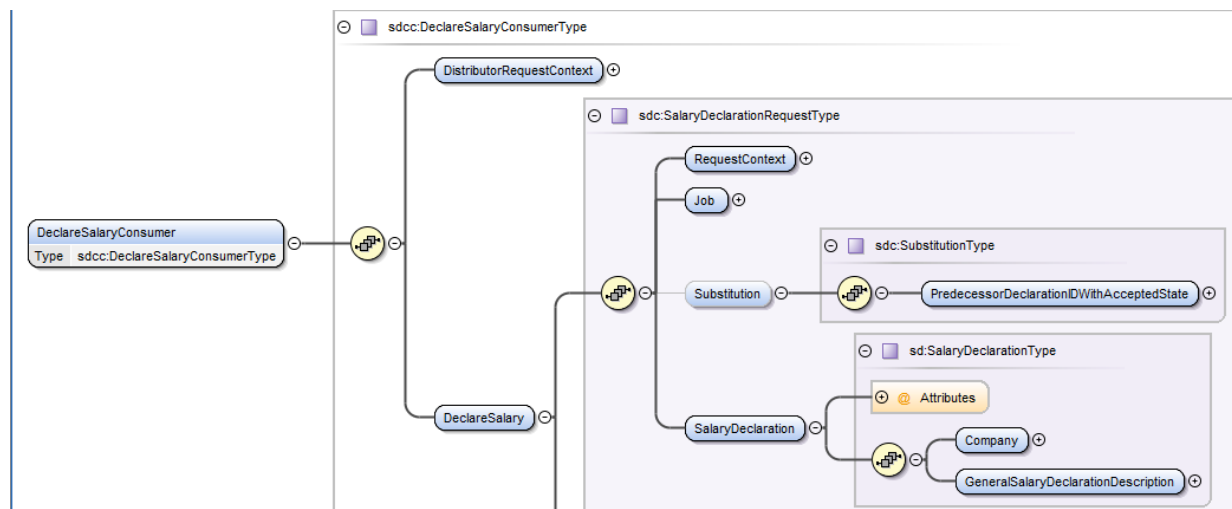 sdcc:DeclareSalaryConsumerType
DistributorRequestContext
sdc:SalaryDeclarationRequestType
RequestContext
Job
DeclareSalaryConsumer
Type sdcc:DeclareSalaryConsumerType
sdc:SubstitutionType
Substitution
PredecessorDeclarationIDWithAcceptedState
sd:SalaryDeclarationType
@ Attributes
DeclareSalary
SalaryDeclaration
Company
GeneralSalaryDeclarationDescription